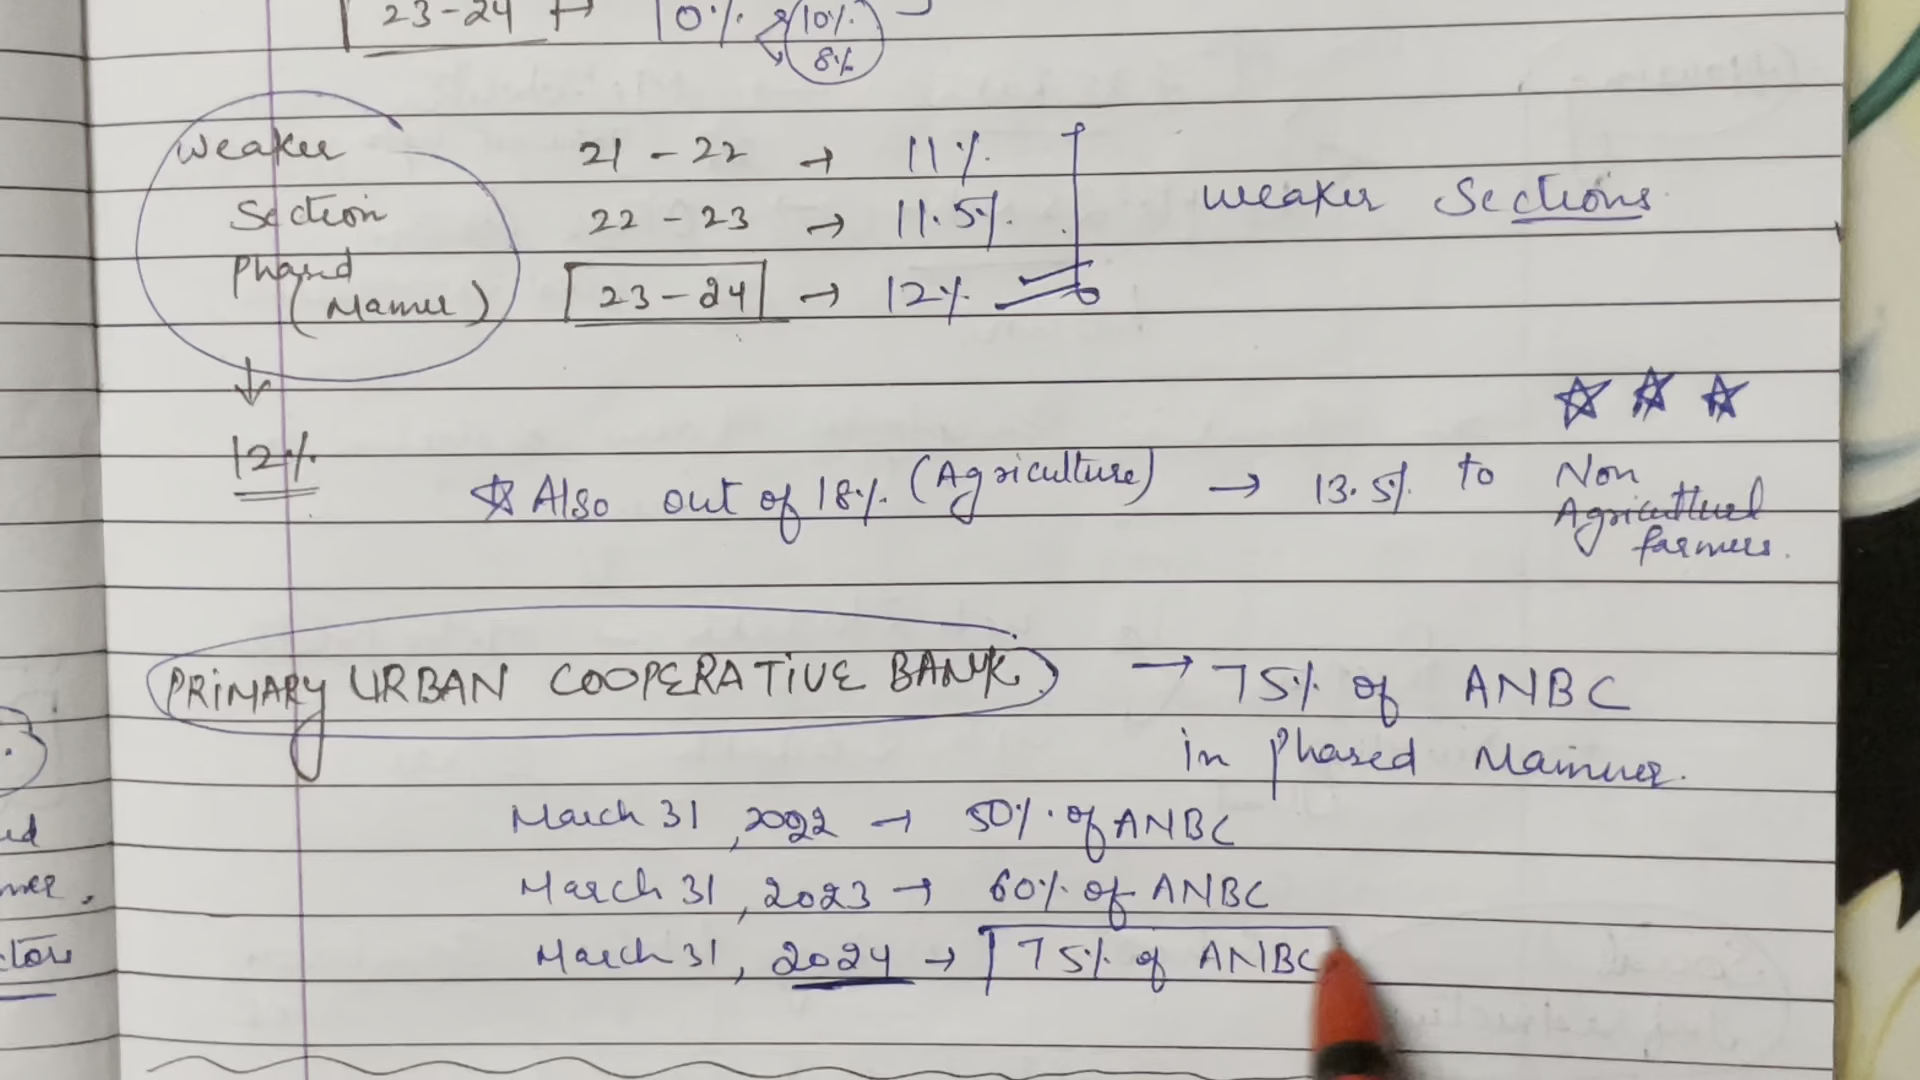 23-24 → 10% 10%
8%
Weaker 21 - 22 → 11%
Section 22 - 23 → 11.5% Weaker Sections
Phased 23-24 → 12%
(Manner)
↓
12%
☆ Also out of 18% (Agriculture) → 13.5% to Non
Agricultural
farmers.
PRIMARY URBAN COOPERATIVE BANK → 75% of ANBC
in Phased Manner.
March 31, 2022 → 50% of ANBC
March 31, 2023 → 60% of ANBC
March 31, 2024 → 75% of ANBC